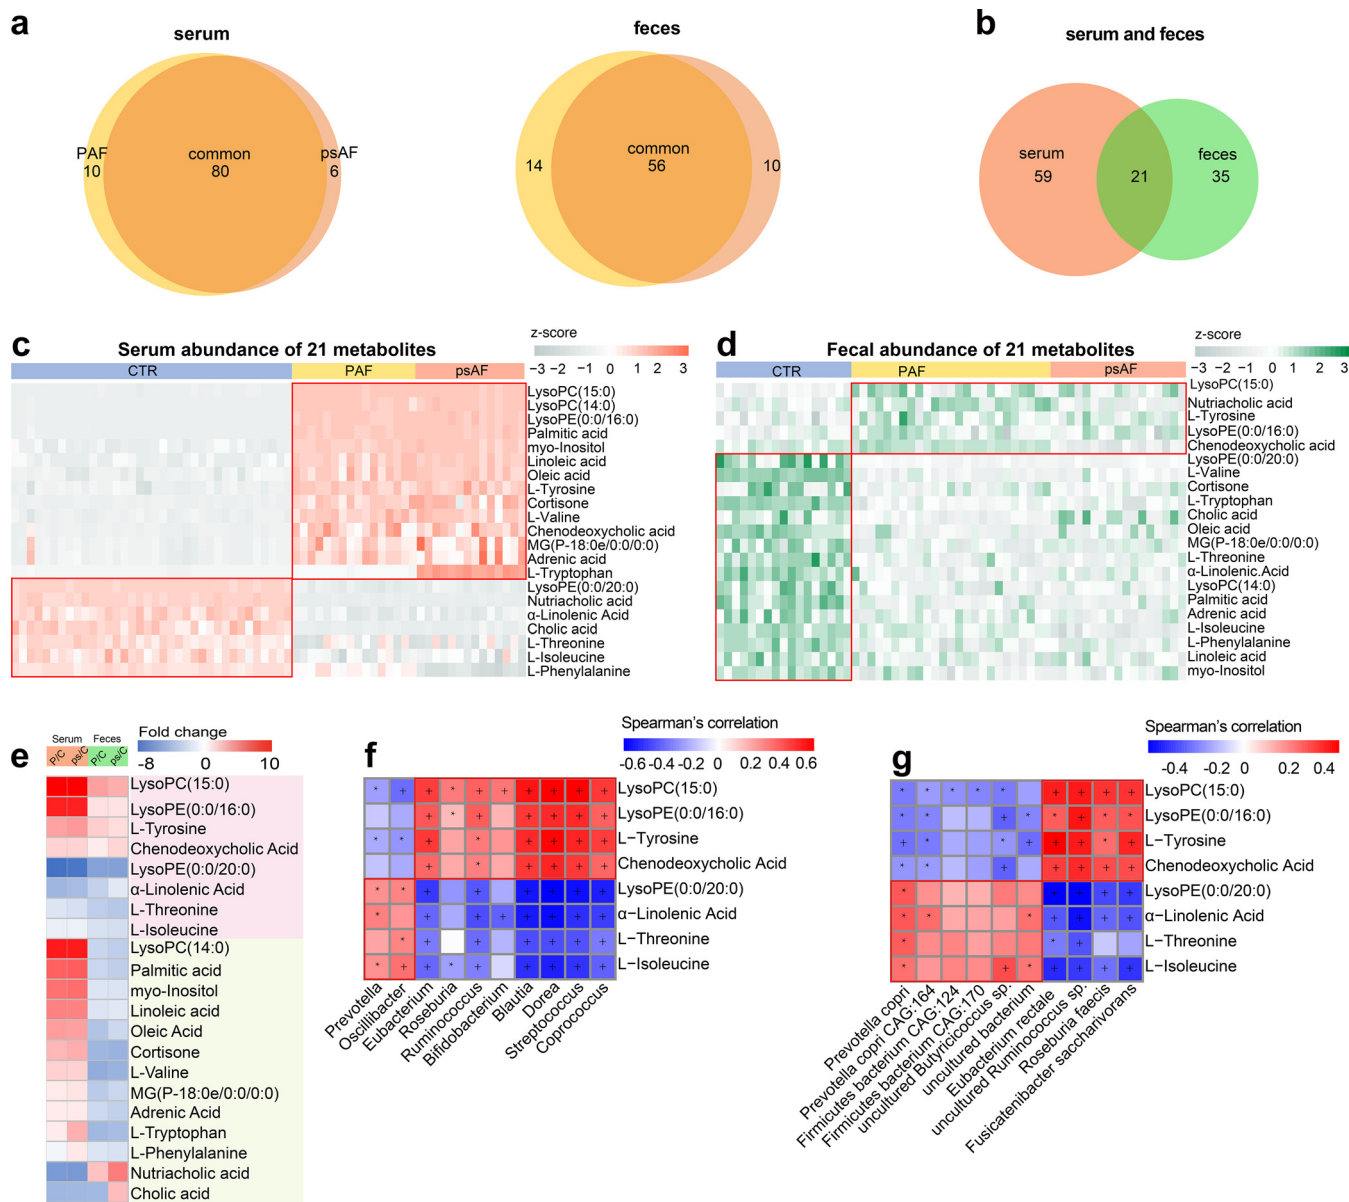 a
serum
PAF
10
common
80
psAF
6
feces
14
common
56
10
b
serum and feces
serum
59
21
feces
35
c
Serum abundance of 21 metabolites
z-score
−3 −2 −1 0 1 2 3
CTR PAF psAF
LysoPC(15:0)
LysoPC(14:0)
LysoPE(0:0/16:0)
Palmitic acid
myo-Inositol
Linoleic acid
Oleic acid
L-Tyrosine
Cortisone
L-Valine
Chenodeoxycholic acid
MG(P-18:0e/0:0/0:0)
Adrenic acid
L-Tryptophan
LysoPE(0:0/20:0)
Nutriacholic acid
α-Linolenic Acid
Cholic acid
L-Threonine
L-Isoleucine
L-Phenylalanine
d
Fecal abundance of 21 metabolites
z-score
−3 −2 −1 0 1 2 3
CTR PAF psAF
LysoPC(15:0)
Nutriacholic acid
L-Tyrosine
LysoPE(0:0/16:0)
Chenodeoxycholic acid
LysoPE(0:0/20:0)
L-Valine
Cortisone
L-Tryptophan
Cholic acid
Oleic acid
MG(P-18:0e/0:0/0:0)
L-Threonine
α-Linolenic.Acid
LysoPC(14:0)
Palmitic acid
Adrenic acid
L-Isoleucine
L-Phenylalanine
Linoleic acid
myo-Inositol
e
Serum Feces
P/C ps/C P/C ps/C
Fold change
-8 0 10
LysoPC(15:0)
LysoPE(0:0/16:0)
L-Tyrosine
Chenodeoxycholic Acid
LysoPE(0:0/20:0)
α-Linolenic Acid
L-Threonine
L-Isoleucine
LysoPC(14:0)
Palmitic acid
myo-Inositol
Linoleic acid
Oleic Acid
Cortisone
L-Valine
MG(P-18:0e/0:0/0:0)
Adrenic Acid
L-Tryptophan
L-Phenylalanine
Nutriacholic acid
Cholic acid
f
Spearman's correlation
-0.6-0.4-0.2 0 0.2 0.4 0.6
LysoPC(15:0)
LysoPE(0:0/16:0)
L−Tyrosine
Chenodeoxycholic Acid
LysoPE(0:0/20:0)
α-Linolenic Acid
L−Threonine
L−Isoleucine
Prevotella
Oscillibacter
Eubacterium
Roseburia
Ruminococcus
Bifidobacterium
Blautia
Dorea
Streptococcus
Coprococcus
g
Spearman's correlation
-0.4 -0.2 0 0.2 0.4
LysoPC(15:0)
LysoPE(0:0/16:0)
L−Tyrosine
Chenodeoxycholic Acid
LysoPE(0:0/20:0)
α-Linolenic Acid
L−Threonine
L−Isoleucine
Prevotella copri
Prevotella copri CAG:164
Firmicutes bacterium CAG:124
Firmicutes bacterium CAG:170
uncultured Butyricicoccus sp.
uncultured bacterium
Eubacterium rectale
uncultured Ruminococcus sp.
Roseburia faecis
Fusicatenibacter saccharivorans